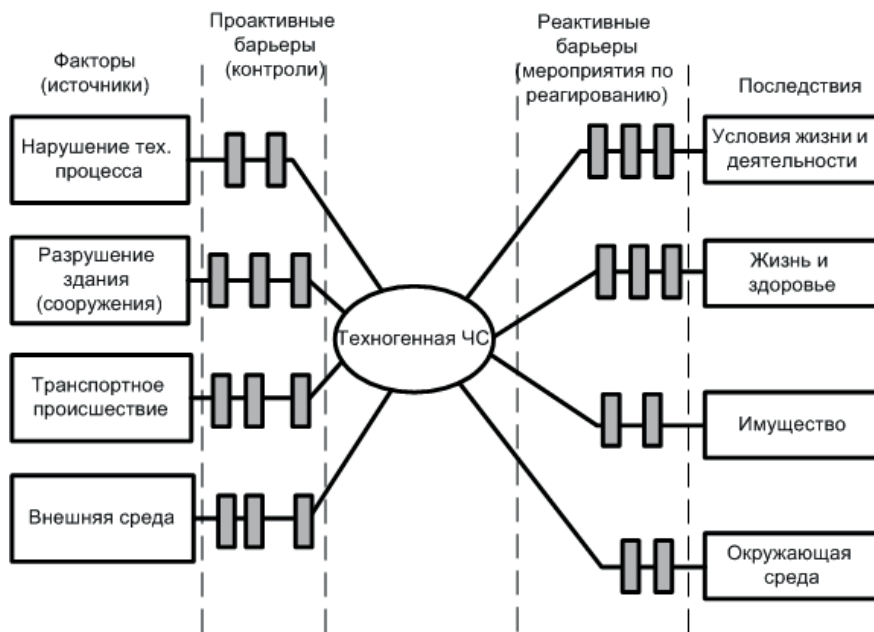 Факторы
(источники)
Проактивные
барьеры
(контроли)
Реактивные
барьеры
(мероприятия по
реагированию)
Последствия
Нарушение тех.
процесса
Разрушение
здания
(сооружения)
Транспортное
происшествие
Внешняя среда
Техногенная ЧС
Условия жизни и
деятельности
Жизнь и
здоровье
Имущество
Окружающая
среда